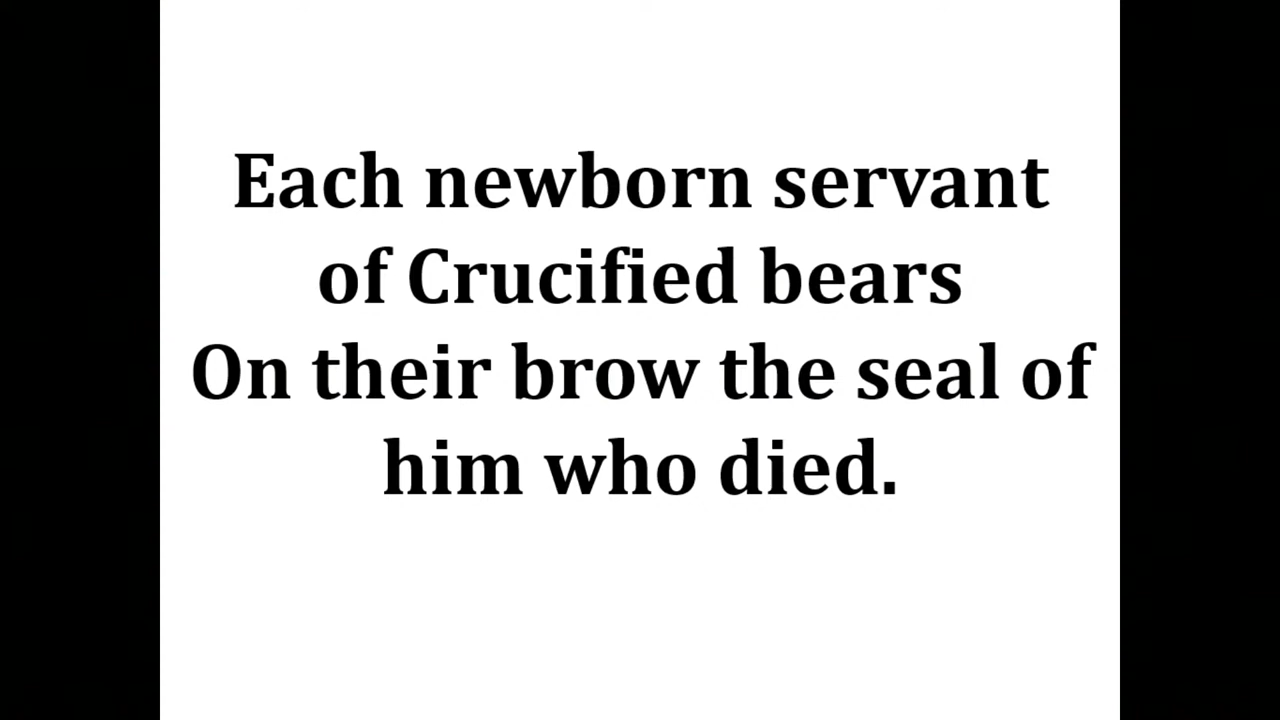 Each newborn servant
of Crucified bears
On their brow the seal of
him who died.